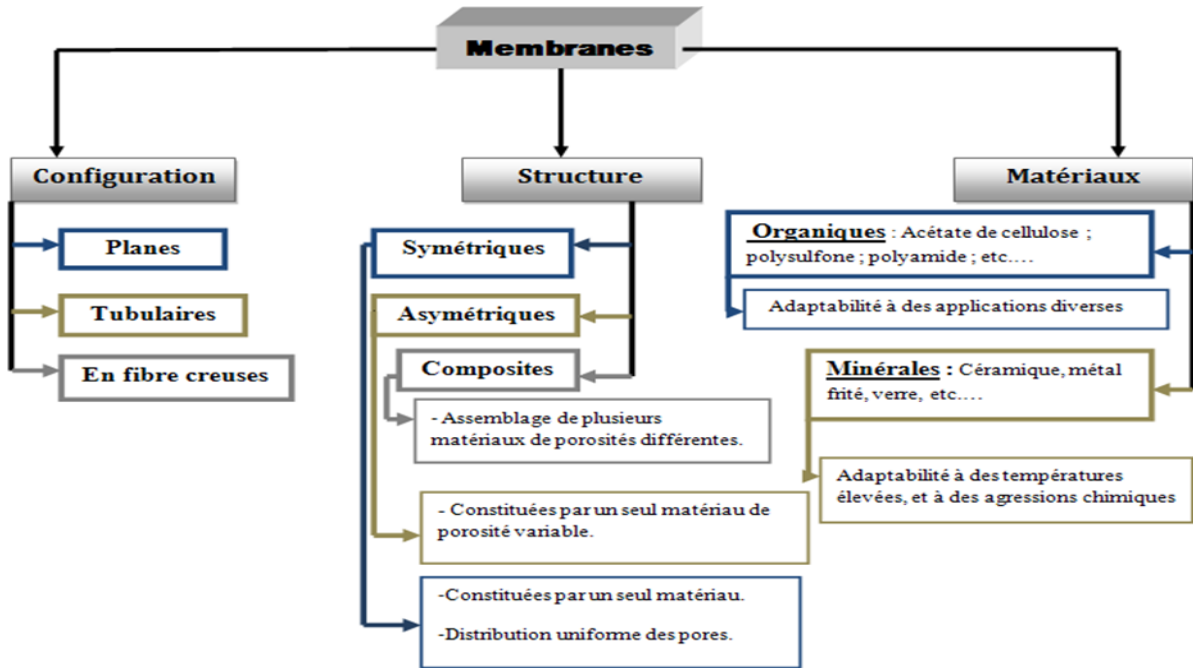 Membranes
Configuration
Planes
Tubulaires
En fibre creuses
Structure
Symétriques
Asymétriques
Composites
- Assemblage de plusieurs
matériaux de porosités différentes.
- Constituées par un seul matériau de
porosité variable.
-Constituées par un seul matériau.
-Distribution uniforme des pores.
Matériaux
Organiques : Acétate de cellulose ;
polysulfone ; polyamide ; etc.…
Adaptabilité à des applications diverses
Minérales : Céramique, métal
frité, verre, etc.…
Adaptabilité à des températures
élevées, et à des agressions chimiques